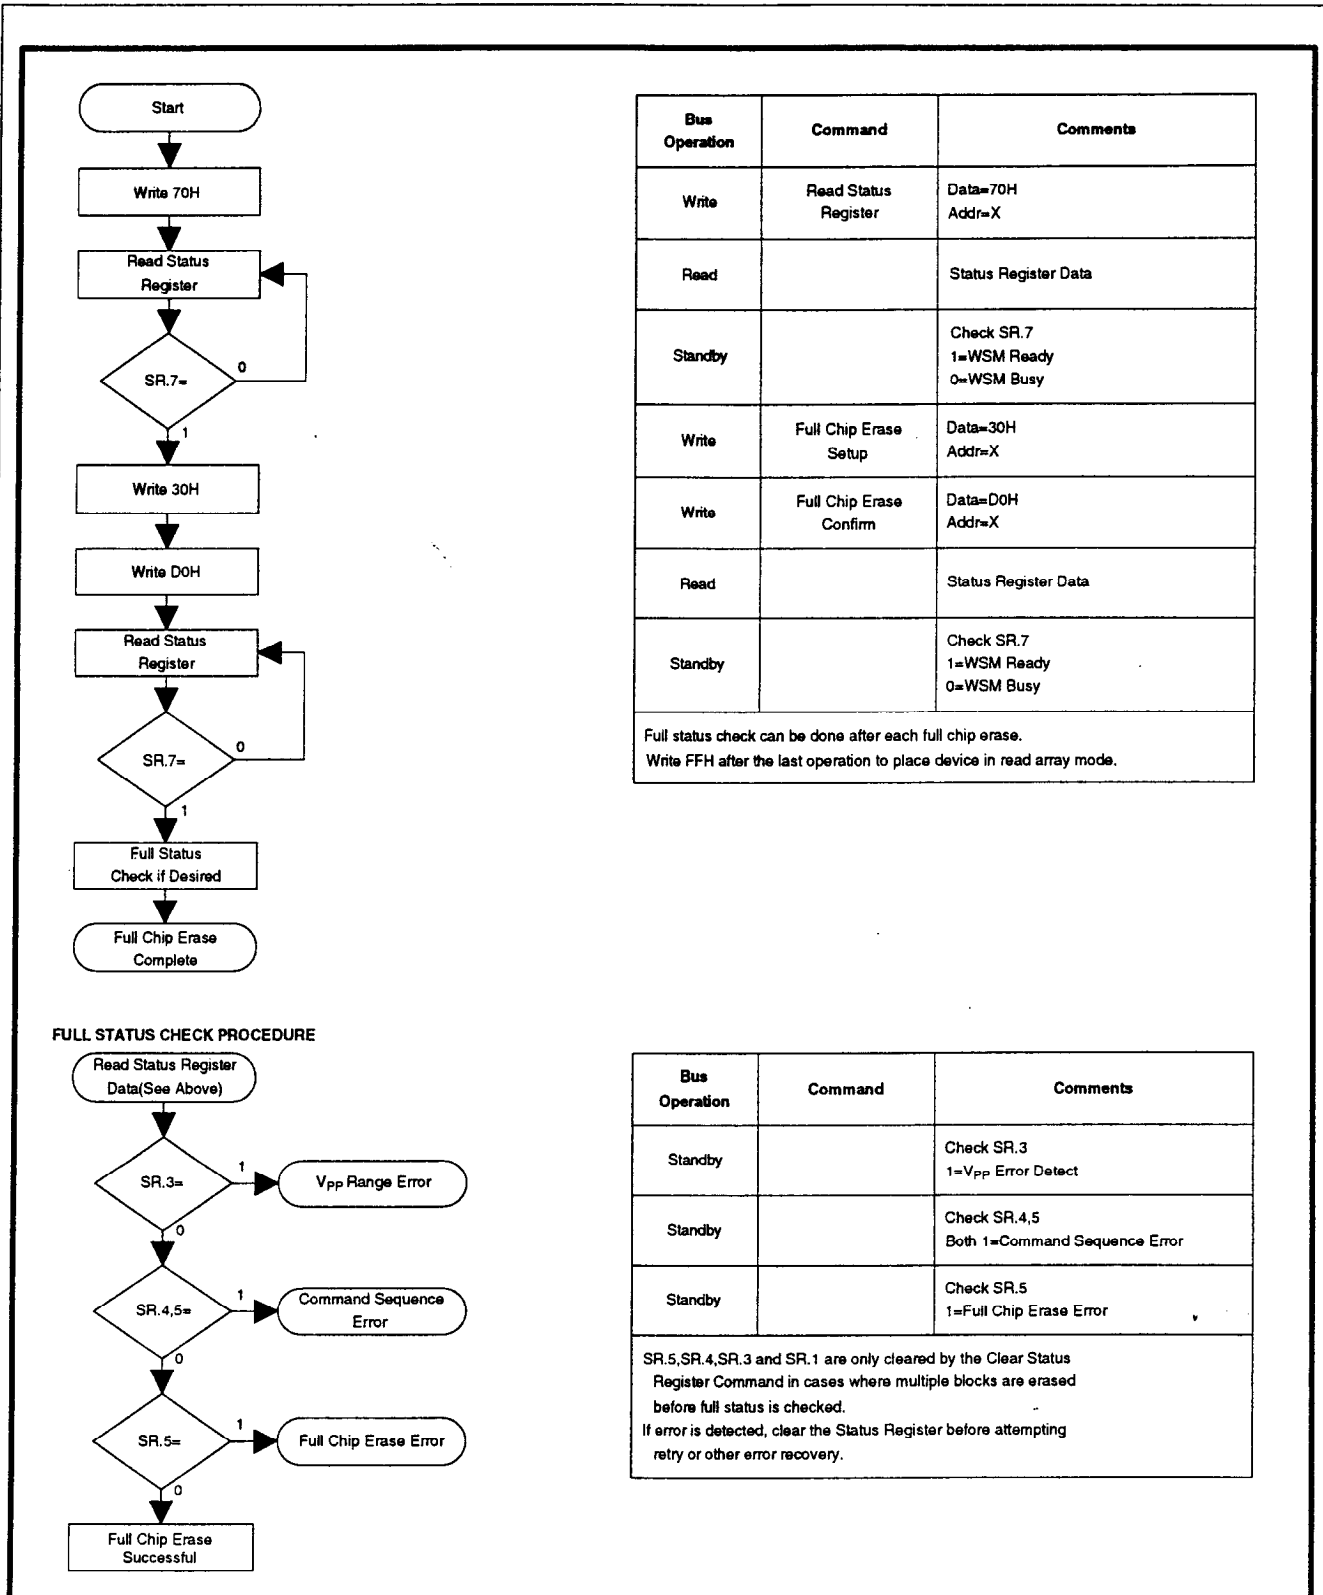 Start
Write 70H
Read Status
Register
SR.7=
0
1
Write 30H
Write D0H
Read Status
Register
SR.7=
0
1
Full Status
Check if Desired
Full Chip Erase
Complete
Bus
Operation
Command
Comments
Write
Read Status
Register
Data=70H
Addr=X
Read
Status Register Data
Standby
Check SR.7
1=WSM Ready
0=WSM Busy
Write
Full Chip Erase
Setup
Data=30H
Addr=X
Write
Full Chip Erase
Confirm
Data=D0H
Addr=X
Read
Status Register Data
Standby
Check SR.7
1=WSM Ready
0=WSM Busy
Full status check can be done after each full chip erase.
Write FFH after the last operation to place device in read array mode.
FULL STATUS CHECK PROCEDURE
Read Status Register
Data(See Above)
SR.3=
1
VPP Range Error
0
SR.4,5=
1
Command Sequence
Error
0
SR.5=
1
Full Chip Erase Error
0
Full Chip Erase
Successful
Bus
Operation
Command
Comments
Standby
Check SR.3
1=VPP Error Detect
Standby
Check SR.4,5
Both 1=Command Sequence Error
Standby
Check SR.5
1=Full Chip Erase Error
SR.5,SR.4,SR.3 and SR.1 are only cleared by the Clear Status
Register Command in cases where multiple blocks are erased
before full status is checked.
If error is detected, clear the Status Register before attempting
retry or other error recovery.